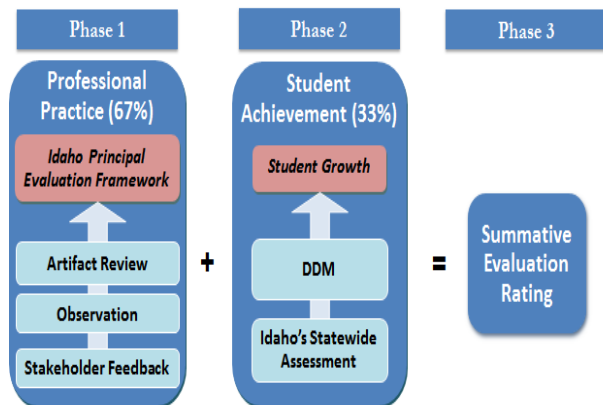 Phase 1
Phase 2
Phase 3
Professional
Practice (67%)
Idaho Principal
Evaluation Framework
Artifact Review
Observation
Stakeholder Feedback
+
Student
Achievement (33%)
Student Growth
DDM
Idaho's Statewide
Assessment
=
Summative
Evaluation
Rating